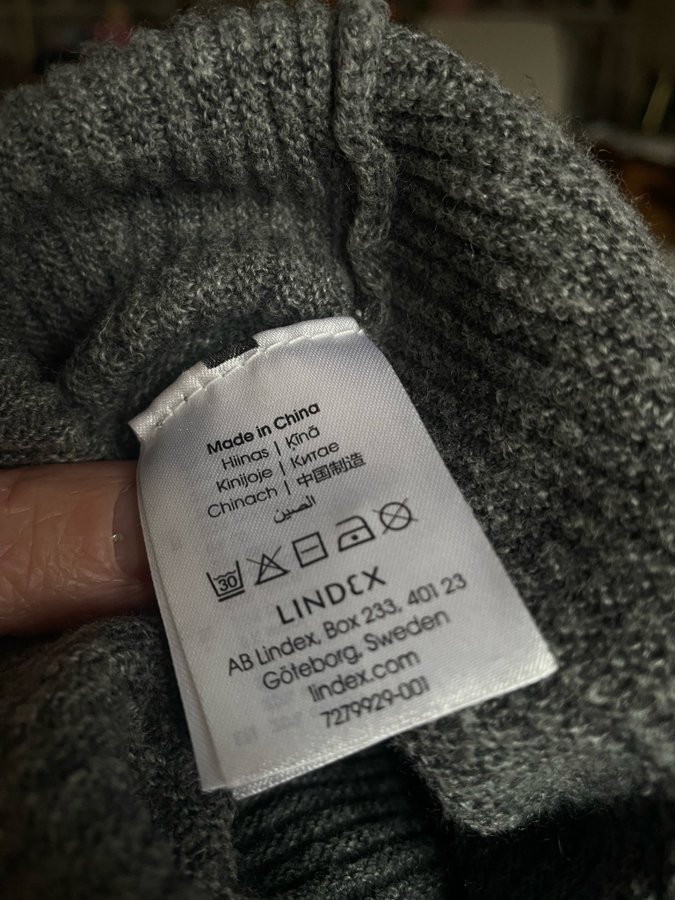 Made in China
Hiinas | Ķīnā
Kinijoje | Китае
Chinach | 中国制造
الصين
30
LINDEX
AB Lindex, Box 233, 401 23
Göteborg, Sweden
lindex.com
7279929-001